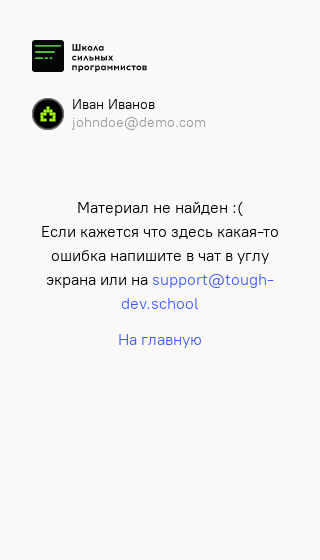 Школа
сильных
программистов
Иван Иванов
johndoe@demo.com
Материал не найден :(
Если кажется что здесь какая-то
ошибка напишите в чат в углу
экрана или на support@tough-
dev.school
На главную